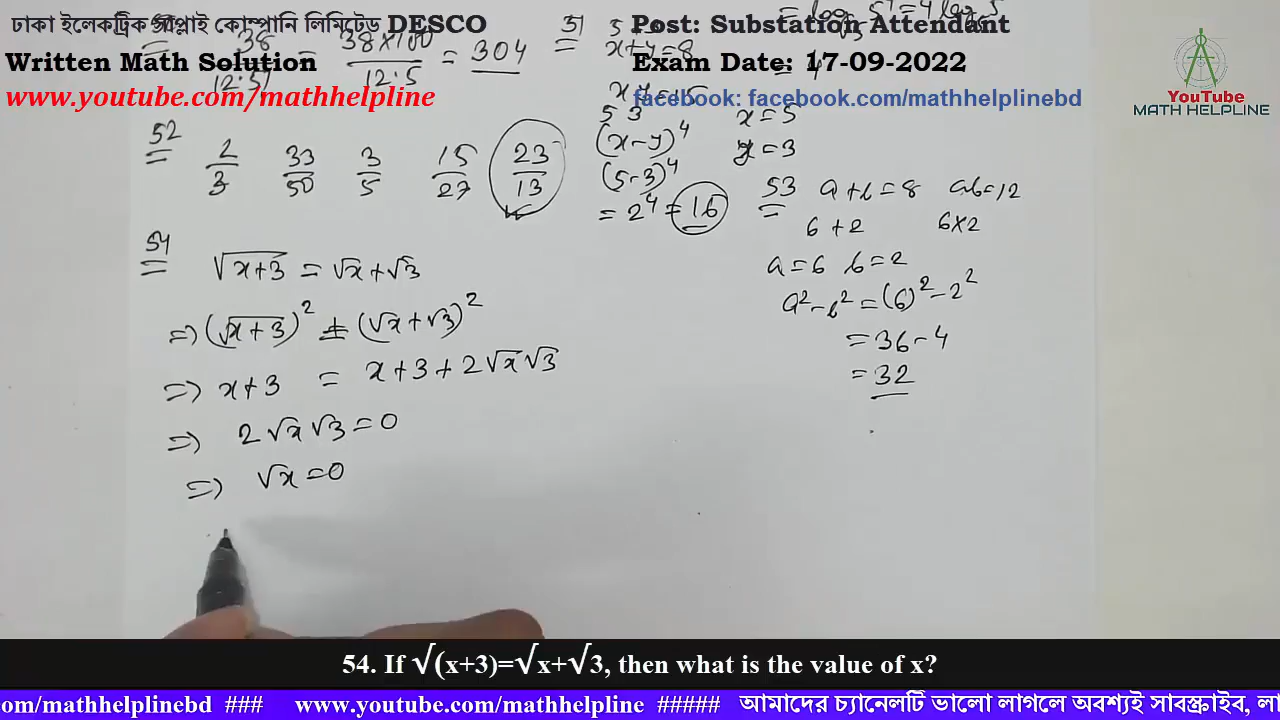 ঢাকা ইলেকট্রিক সাপ্লাই কোম্পানি লিমিটেড DESCO
Post: Substation Attendant
Written Math Solution
Exam Date: 17-09-2022
www.youtube.com/mathhelpline
facebook: facebook.com/mathhelplinebd
YouTube
MATH HELPLINE
38 = 38×100 = 304
12.5
51
x+y=8
5 3
x=5
(x-y)^4
y=3
(5-3)^4
=2^4=16
52
2/3 33/50 3/5 15/27 23/13
53 a+b=8 ab=12
6+2 6×2
a=6 b=2
a²-b²=(6)²-2²
=36-4
=32
54
√x+3 = √x+√3
⇒(√x+3)² = (√x+√3)²
⇒ x+3 = x+3+2√x√3
⇒ 2√x√3=0
⇒ √x=0
54. If √(x+3)=√x+√3, then what is the value of x?
om/mathhelplinebd ### www.youtube.com/mathhelpline ##### আমাদের চ্যানেলটি ভালো লাগলে অবশ্যই সাবস্ক্রাইব, লা